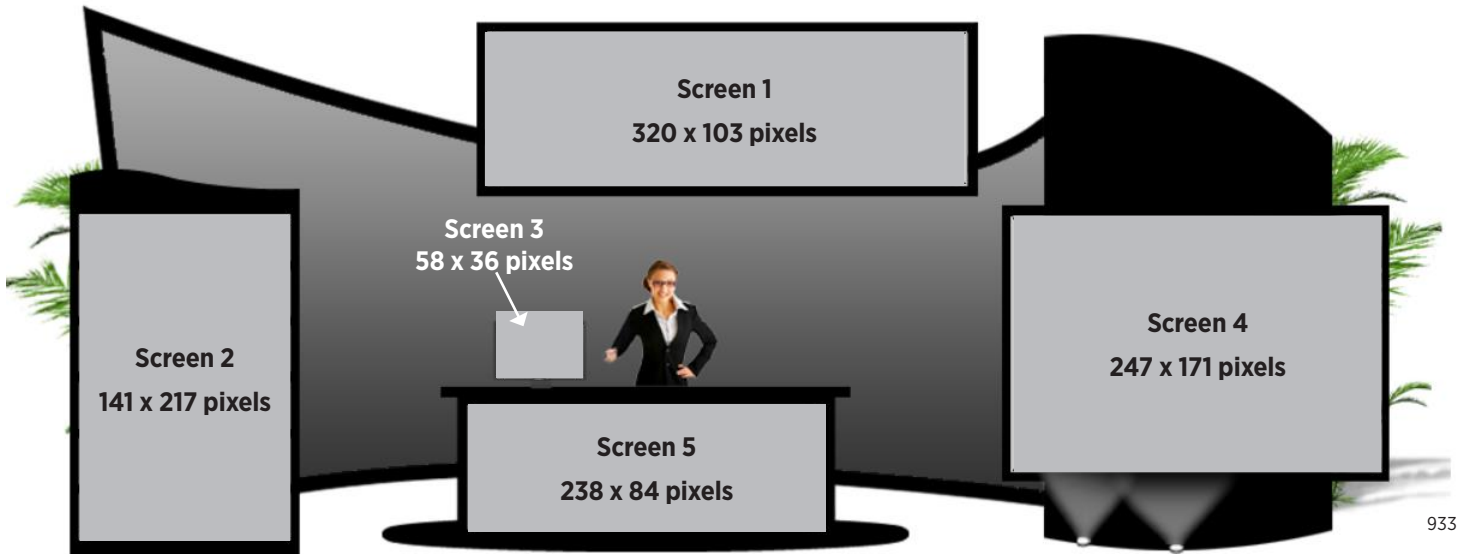 Screen 1
320 x 103 pixels
Screen 3
58 x 36 pixels
Screen 2
141 x 217 pixels
Screen 4
247 x 171 pixels
Screen 5
238 x 84 pixels
933